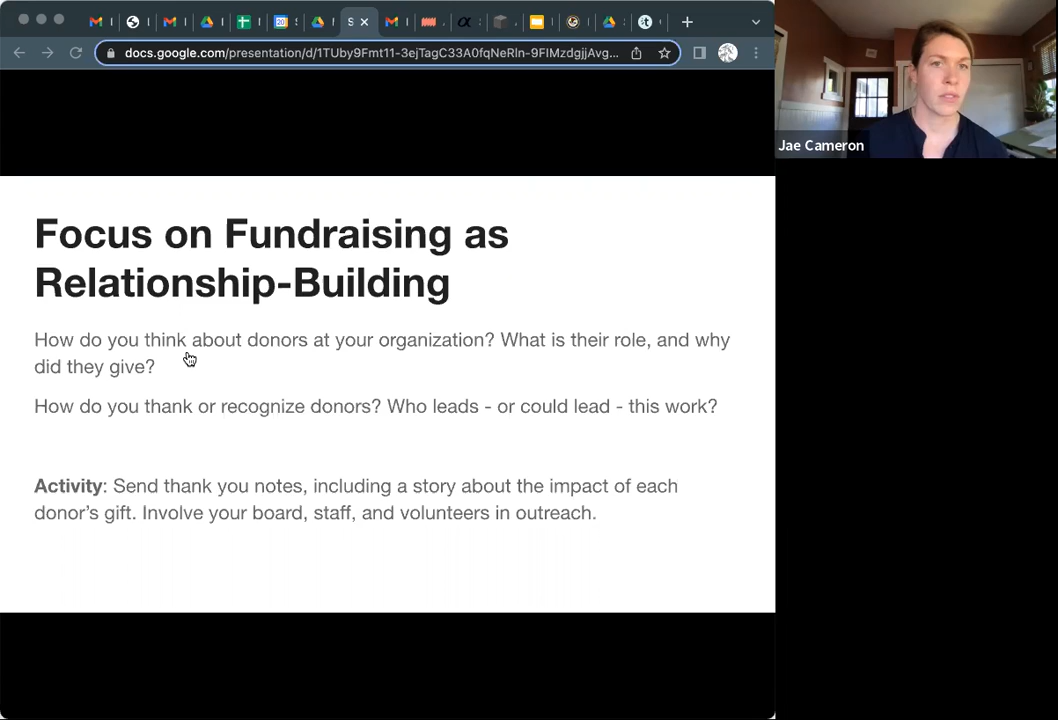 S
20
docs.google.com/presentation/d/1TUby9Fmt11-3ejTagC33A0fqNeRln-9FIMzdgjjAvg...
Jae Cameron
Focus on Fundraising as
Relationship-Building
How do you think about donors at your organization? What is their role, and why
did they give?
How do you thank or recognize donors? Who leads - or could lead - this work?
Activity: Send thank you notes, including a story about the impact of each
donor’s gift. Involve your board, staff, and volunteers in outreach.